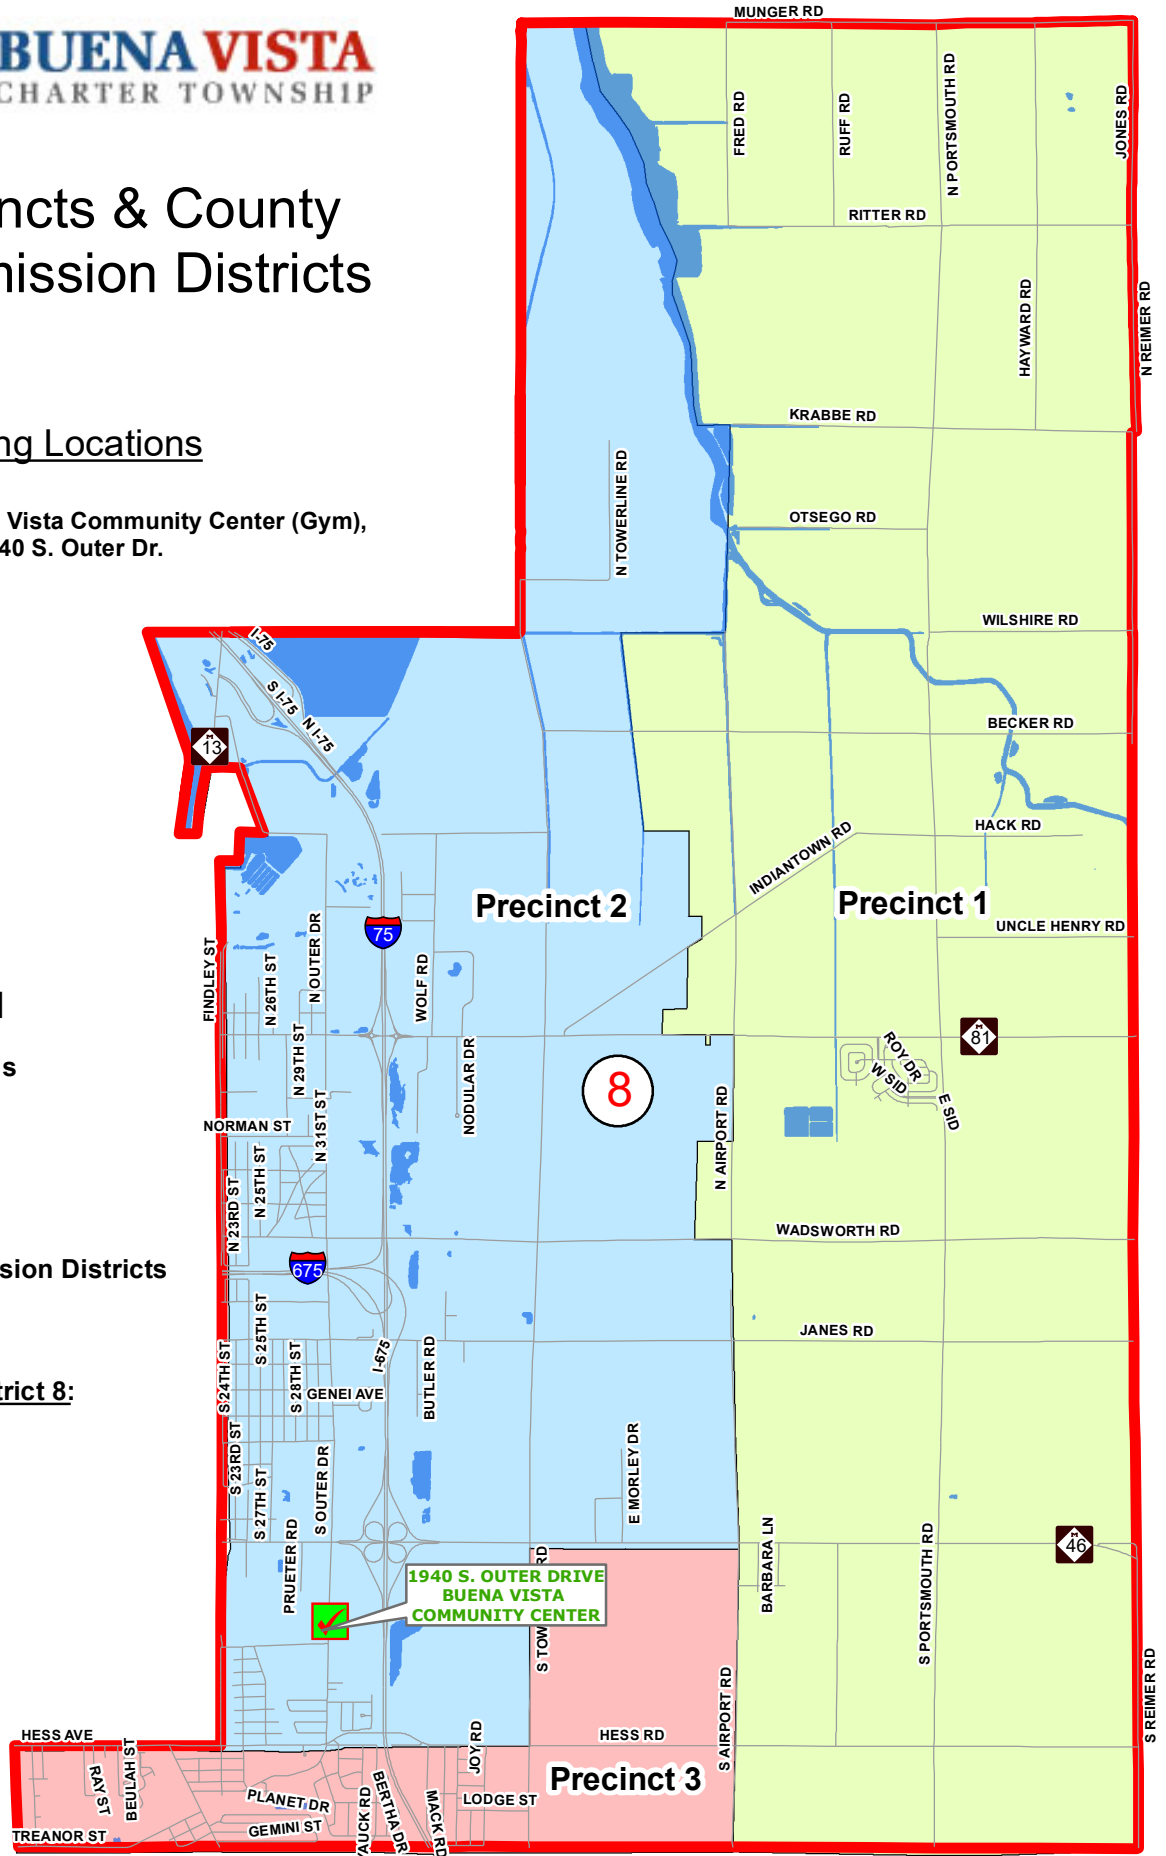 BUENA VISTA
CHARTER TOWNSHIP
ncts & County
mission Districts
ng Locations
Vista Community Center (Gym),
40 S. Outer Dr.
s
sion Districts
trict 8:
MUNGER RD
FRED RD
RUFF RD
N PORTSMOUTH RD
JONES RD
RITTER RD
HAYWARD RD
N REIMER RD
KRABBE RD
N TOWERLINE RD
OTSEGO RD
WILSHIRE RD
I-75
S I-75
N I-75
M
13
BECKER RD
HACK RD
INDIANTOWN RD
Precinct 2
Precinct 1
75
UNCLE HENRY RD
FINDLEY ST
N 26TH ST
N OUTER DR
WOLF RD
N 29TH ST
NODULAR DR
M
81
ROY DR
W SID
E SID
8
N AIRPORT RD
NORMAN ST
N 31ST ST
N 25TH ST
N 23RD ST
WADSWORTH RD
675
JANES RD
S 25TH ST
S 24TH ST
S 28TH ST
I-675
BUTLER RD
GENEI AVE
S 23RD ST
S 27TH ST
S OUTER DR
E MORLEY DR
PRUETER RD
BARBARA LN
S PORTSMOUTH RD
M
46
1940 S. OUTER DRIVE
BUENA VISTA
COMMUNITY CENTER
S TOW
RD
S AIRPORT RD
S REIMER RD
HESS AVE
HESS RD
JOY RD
RAY ST
BEULAH ST
PLANET DR
GEMINI ST
AUCK RD
BERTHA DR
MACK RD
LODGE ST
Precinct 3
TREANOR ST